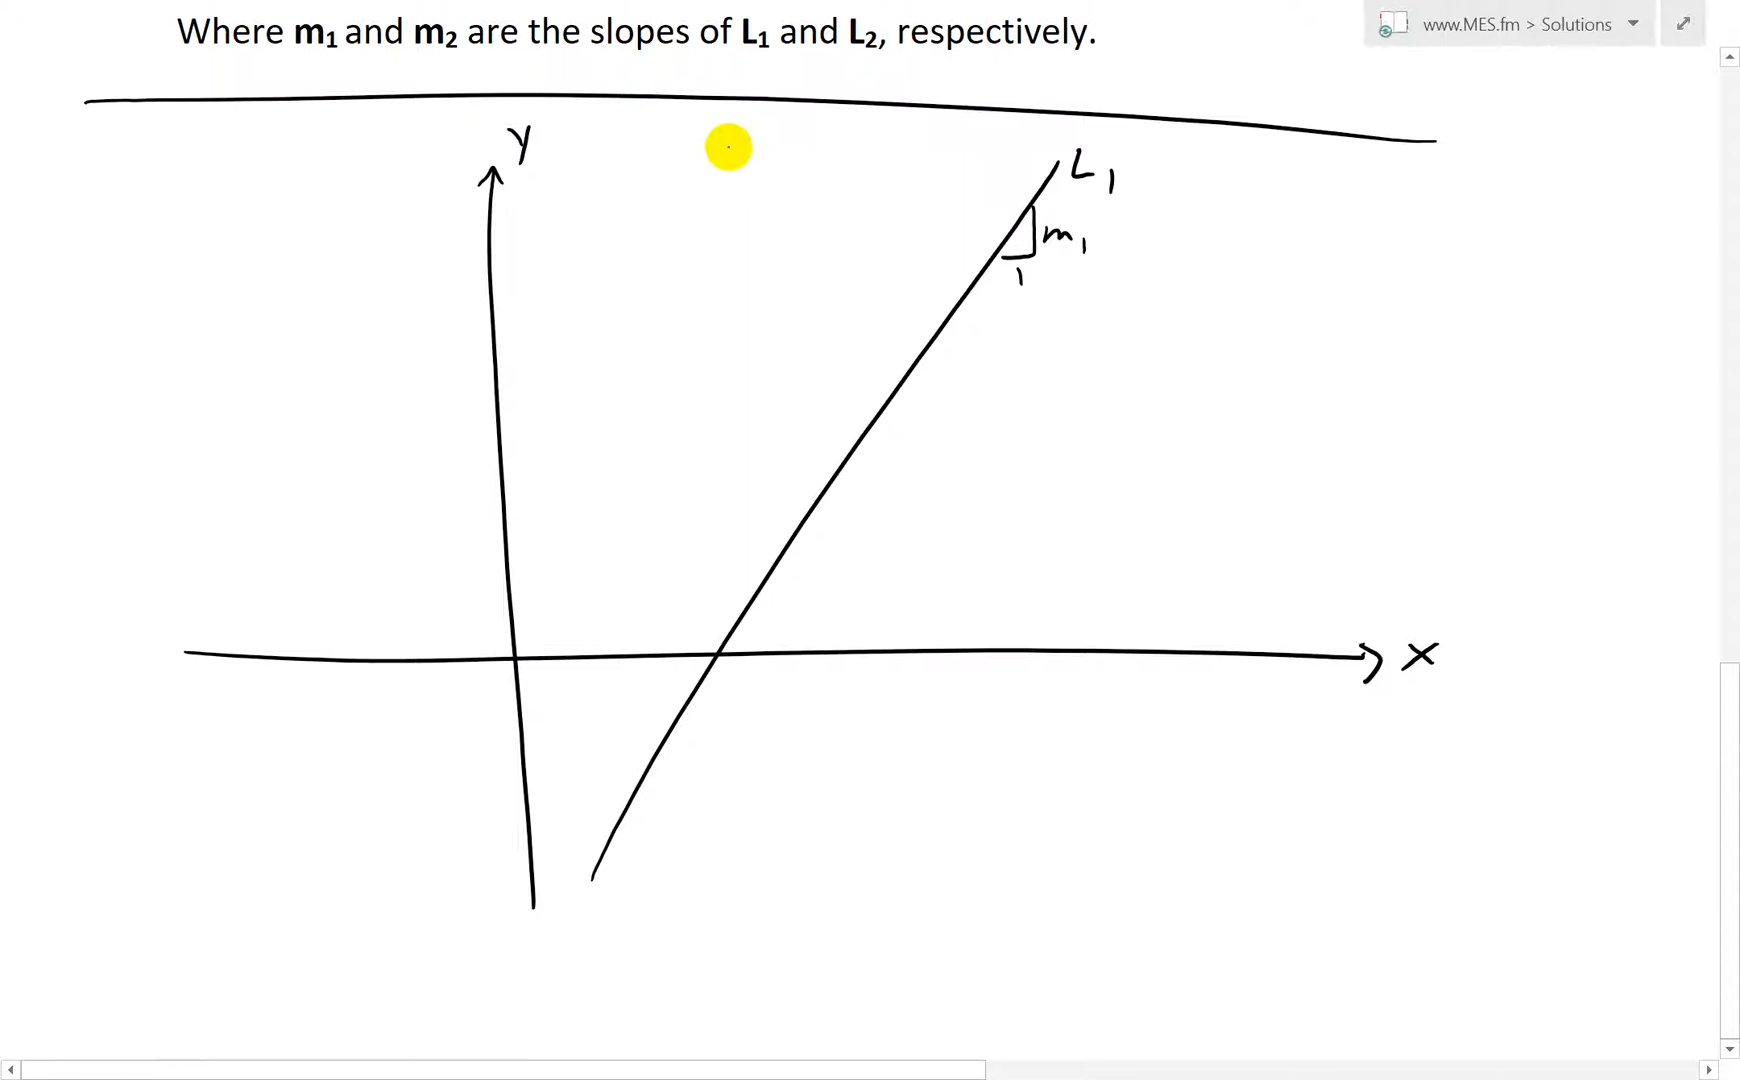 Where m₁ and m₂ are the slopes of L₁ and L₂, respectively.
www.MES.fm > Solutions
y
L₁
m₁
1
x